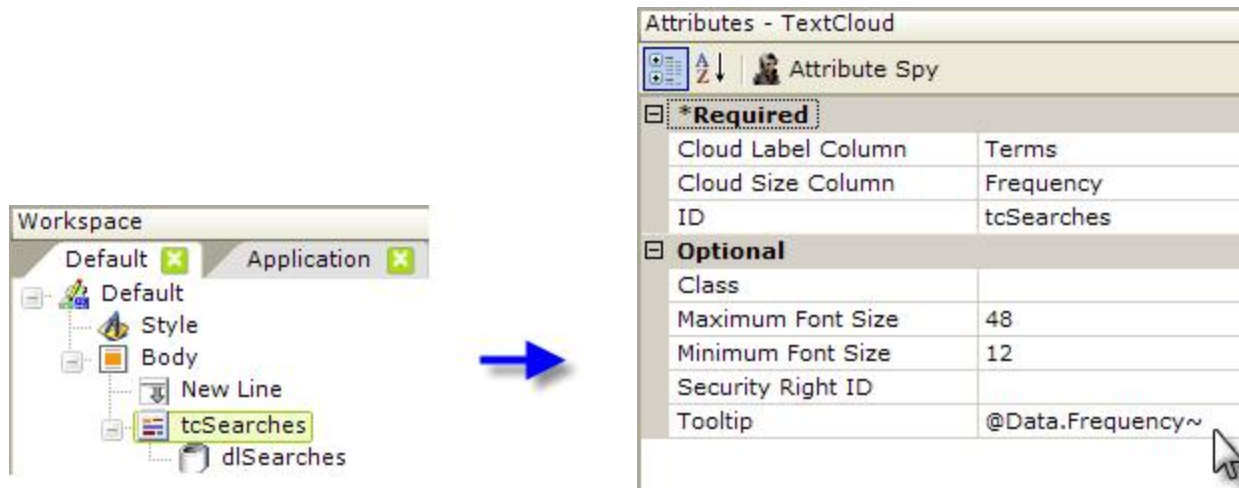 Workspace
Default
Application
Default
Style
Body
New Line
tcSearches
dlSearches
Attributes - TextCloud
A Z Attribute Spy
*Required
Cloud Label Column Terms
Cloud Size Column Frequency
ID tcSearches
Optional
Class
Maximum Font Size 48
Minimum Font Size 12
Security Right ID
Tooltip @Data.Frequency~